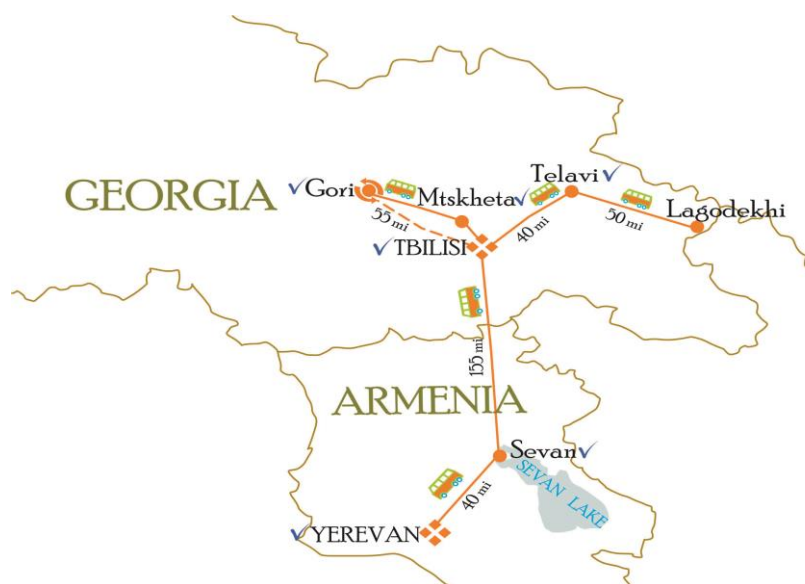 Telavi
GEORGIA
Gori
Mtskheta
Lagodekhi
55 mi
50 mi
40 mi
TBILISI
155 mi
ARMENIA
Sevan
SEVAN LAKE
40 mi
YEREVAN